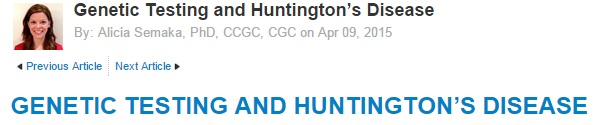 Genetic Testing and Huntington's Disease
By: Alicia Semaka, PhD, CCGC, CGC on Apr 09, 2015
Previous Article Next Article
GENETIC TESTING AND HUNTINGTON'S DISEASE